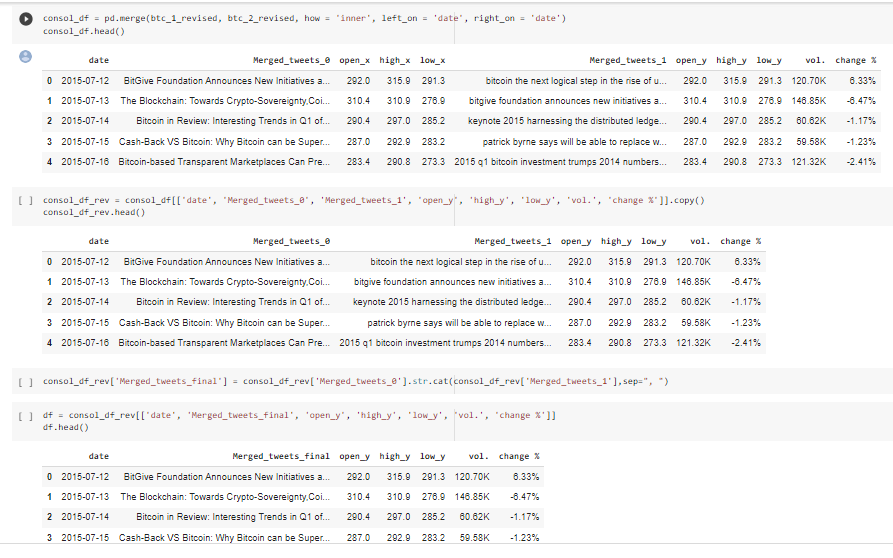 consol_df = pd.merge(btc_1_revised, btc_2_revised, how = 'inner', left_on = 'date', right_on = 'date')
consol_df.head()
date Merged_tweets_0 open_x high_x low_x Merged_tweets_1 open_y high_y low_y vol. change %
0 2015-07-12 BitGive Foundation Announces New Initiatives a... 292.0 315.9 291.3 bitcoin the next logical step in the rise of u... 292.0 315.9 291.3 120.70K 6.33%
1 2015-07-13 The Blockchain: Towards Crypto-Sovereignty,Coi... 310.4 310.9 276.9 bitgive foundation announces new initiatives a... 310.4 310.9 276.9 146.85K -6.47%
2 2015-07-14 Bitcoin in Review: Interesting Trends in Q1 of... 290.4 297.0 285.2 keynote 2015 harnessing the distributed ledge... 290.4 297.0 285.2 60.62K -1.17%
3 2015-07-15 Cash-Back VS Bitcoin: Why Bitcoin can be Super... 287.0 292.9 283.2 patrick byrne says will be able to replace w... 287.0 292.9 283.2 59.58K -1.23%
4 2015-07-16 Bitcoin-based Transparent Marketplaces Can Pre... 283.4 290.8 273.3 2015 q1 bitcoin investment trumps 2014 numbers... 283.4 290.8 273.3 121.32K -2.41%
[ ] consol_df_rev = consol_df[['date', 'Merged_tweets_0', 'Merged_tweets_1', 'open_y', 'high_y', 'low_y', 'vol.', 'change %']].copy()
consol_df_rev.head()
date Merged_tweets_0 Merged_tweets_1 open_y high_y low_y vol. change %
0 2015-07-12 BitGive Foundation Announces New Initiatives a... bitcoin the next logical step in the rise of u... 292.0 315.9 291.3 120.70K 6.33%
1 2015-07-13 The Blockchain: Towards Crypto-Sovereignty,Coi... bitgive foundation announces new initiatives a... 310.4 310.9 276.9 146.85K -6.47%
2 2015-07-14 Bitcoin in Review: Interesting Trends in Q1 of... keynote 2015 harnessing the distributed ledge... 290.4 297.0 285.2 60.62K -1.17%
3 2015-07-15 Cash-Back VS Bitcoin: Why Bitcoin can be Super... patrick byrne says will be able to replace w... 287.0 292.9 283.2 59.58K -1.23%
4 2015-07-16 Bitcoin-based Transparent Marketplaces Can Pre... 2015 q1 bitcoin investment trumps 2014 numbers... 283.4 290.8 273.3 121.32K -2.41%
[ ] consol_df_rev['Merged_tweets_final'] = consol_df_rev['Merged_tweets_0'].str.cat(consol_df_rev['Merged_tweets_1'],sep=", ")
[ ] df = consol_df_rev[['date', 'Merged_tweets_final', 'open_y', 'high_y', 'low_y', 'vol.', 'change %']]
df.head()
date Merged_tweets_final open_y high_y low_y vol. change %
0 2015-07-12 BitGive Foundation Announces New Initiatives a... 292.0 315.9 291.3 120.70K 6.33%
1 2015-07-13 The Blockchain: Towards Crypto-Sovereignty,Coi... 310.4 310.9 276.9 146.85K -6.47%
2 2015-07-14 Bitcoin in Review: Interesting Trends in Q1 of... 290.4 297.0 285.2 60.62K -1.17%
3 2015-07-15 Cash-Back VS Bitcoin: Why Bitcoin can be Super... 287.0 292.9 283.2 59.58K -1.23%